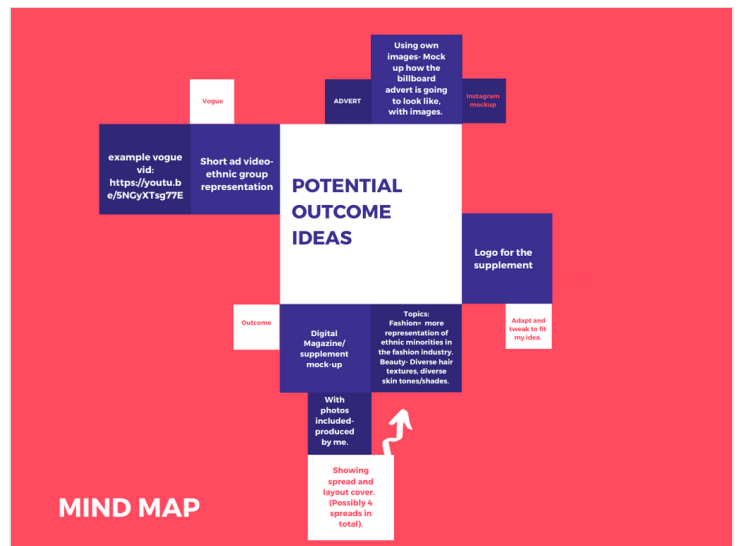 Using own
images- Mock
up how the
billboard
advert is going
to look like,
with images.
Vogue
ADVERT
Instagram
mockup
example vogue
vid:
https://youtu.b
e/5NGyXTsg77E
Short ad video-
ethnic group
representation
POTENTIAL
OUTCOME
IDEAS
Logo for the
supplement
Outcome
Digital
Magazine/
supplement
mock-up
Topics:
Fashion= more
representation of
ethnic minorities in
the fashion industry.
Beauty- Diverse hair
textures, diverse
skin tones/shades.
Adapt and
tweak to fit
my idea.
With
photos
included-
produced
by me.
Showing
spread and
layout cover.
(Possibly 4
spreads in
total).
MIND MAP